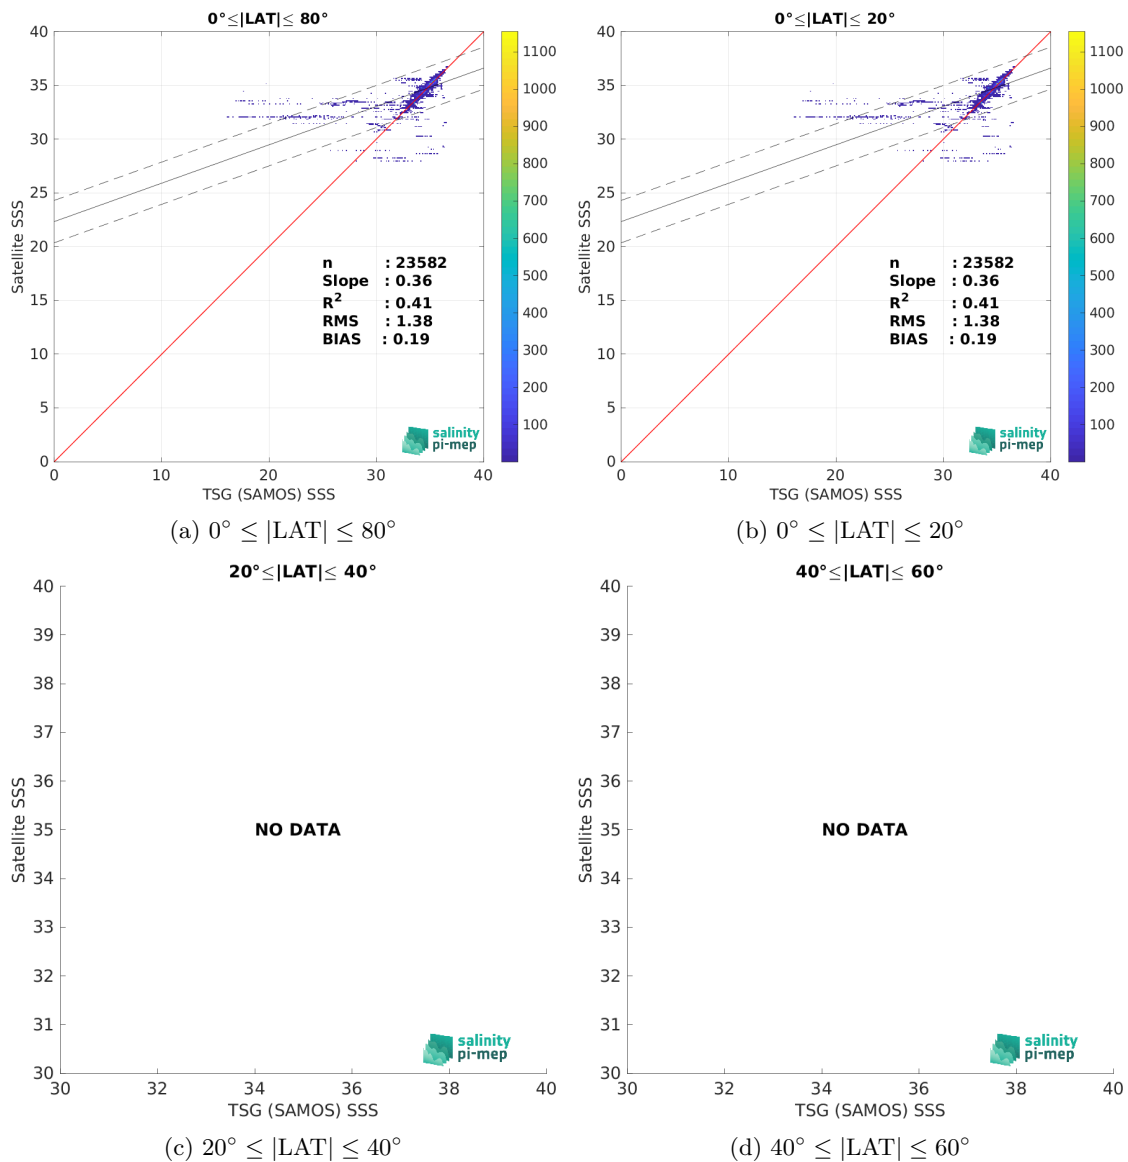 0°≤|LAT|≤ 80°
Satellite SSS
40
35
30
25
20
15
10
5
0
0
10
20
30
40
TSG (SAMOS) SSS
n : 23582
Slope : 0.36
R² : 0.41
RMS : 1.38
BIAS : 0.19
salinity
pi-mep
1100
1000
900
800
700
600
500
400
300
200
100
(a) 0° ≤ |LAT| ≤ 80°
0°≤|LAT|≤ 20°
Satellite SSS
40
35
30
25
20
15
10
5
0
0
10
20
30
40
TSG (SAMOS) SSS
n : 23582
Slope : 0.36
R² : 0.41
RMS : 1.38
BIAS : 0.19
salinity
pi-mep
1100
1000
900
800
700
600
500
400
300
200
100
(b) 0° ≤ |LAT| ≤ 20°
20°≤|LAT|≤ 40°
Satellite SSS
40
39
38
37
36
35
34
33
32
31
30
NO DATA
salinity
pi-mep
30
32
34
36
38
40
TSG (SAMOS) SSS
(c) 20° ≤ |LAT| ≤ 40°
40°≤|LAT|≤ 60°
Satellite SSS
40
39
38
37
36
35
34
33
32
31
30
NO DATA
salinity
pi-mep
30
32
34
36
38
40
TSG (SAMOS) SSS
(d) 40° ≤ |LAT| ≤ 60°